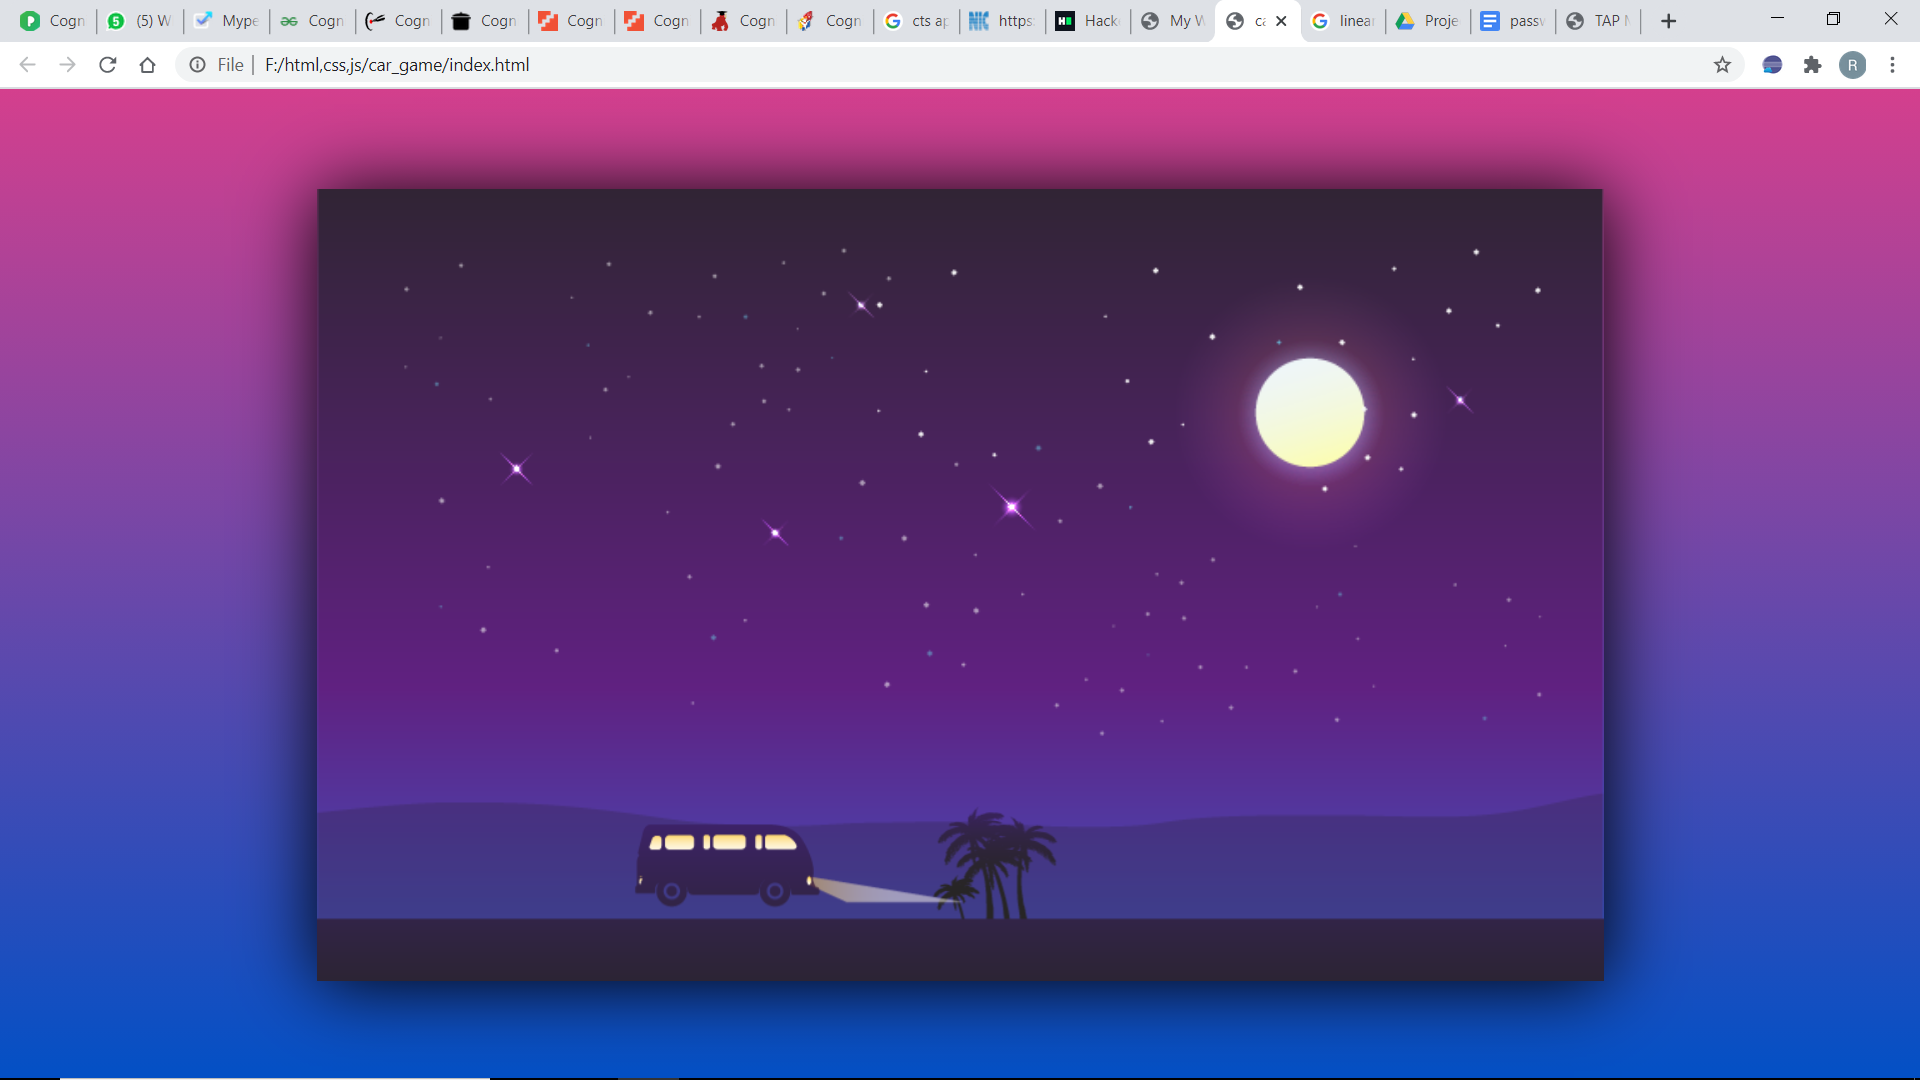 Cogn (5) W Mype Cogn Cogn Cogn Cogn Cogn Cogn Cogn cts ap https: Hack My W ca linear Proje passw TAP
File F:/html,css,js/car_game/index.html
R